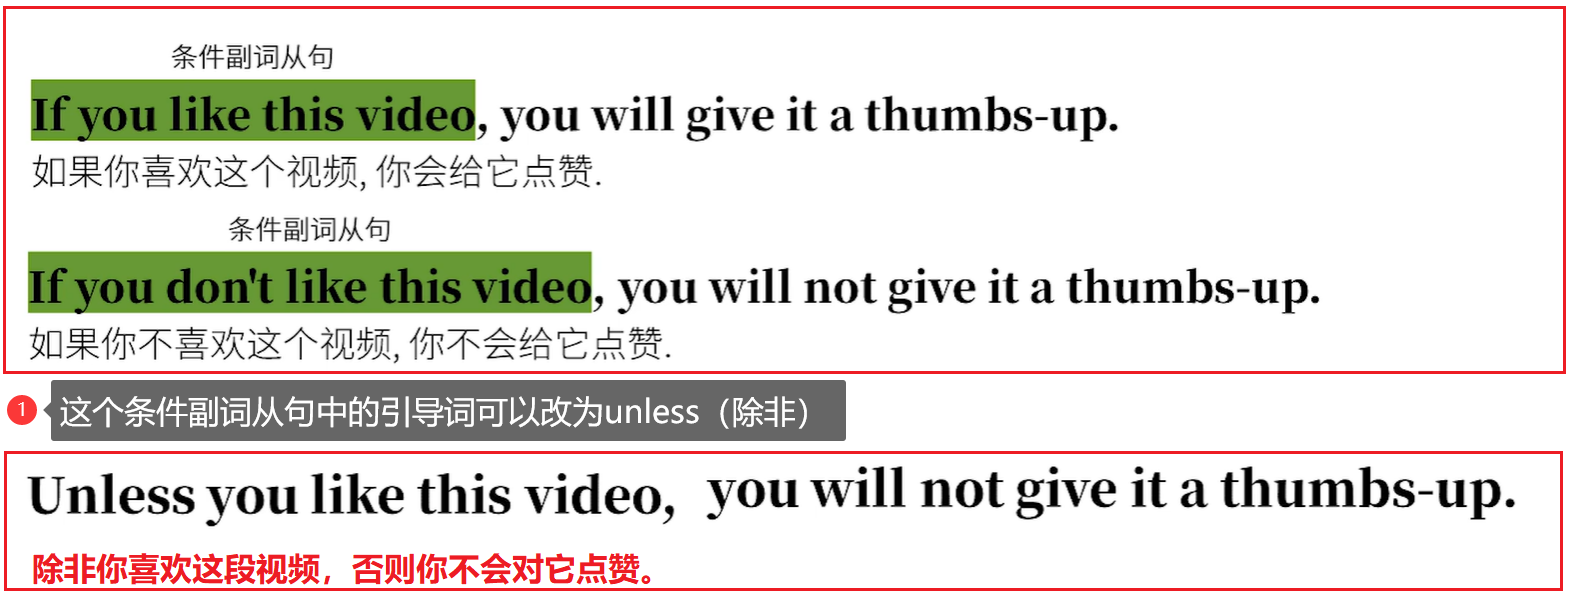 条件副词从句
If you like this video, you will give it a thumbs-up.
如果你喜欢这个视频, 你会给它点赞.
条件副词从句
If you don't like this video, you will not give it a thumbs-up.
如果你不喜欢这个视频, 你不会给它点赞.
1 这个条件副词从句中的引导词可以改为unless（除非）
Unless you like this video, you will not give it a thumbs-up.
除非你喜欢这段视频，否则你不会对它点赞。